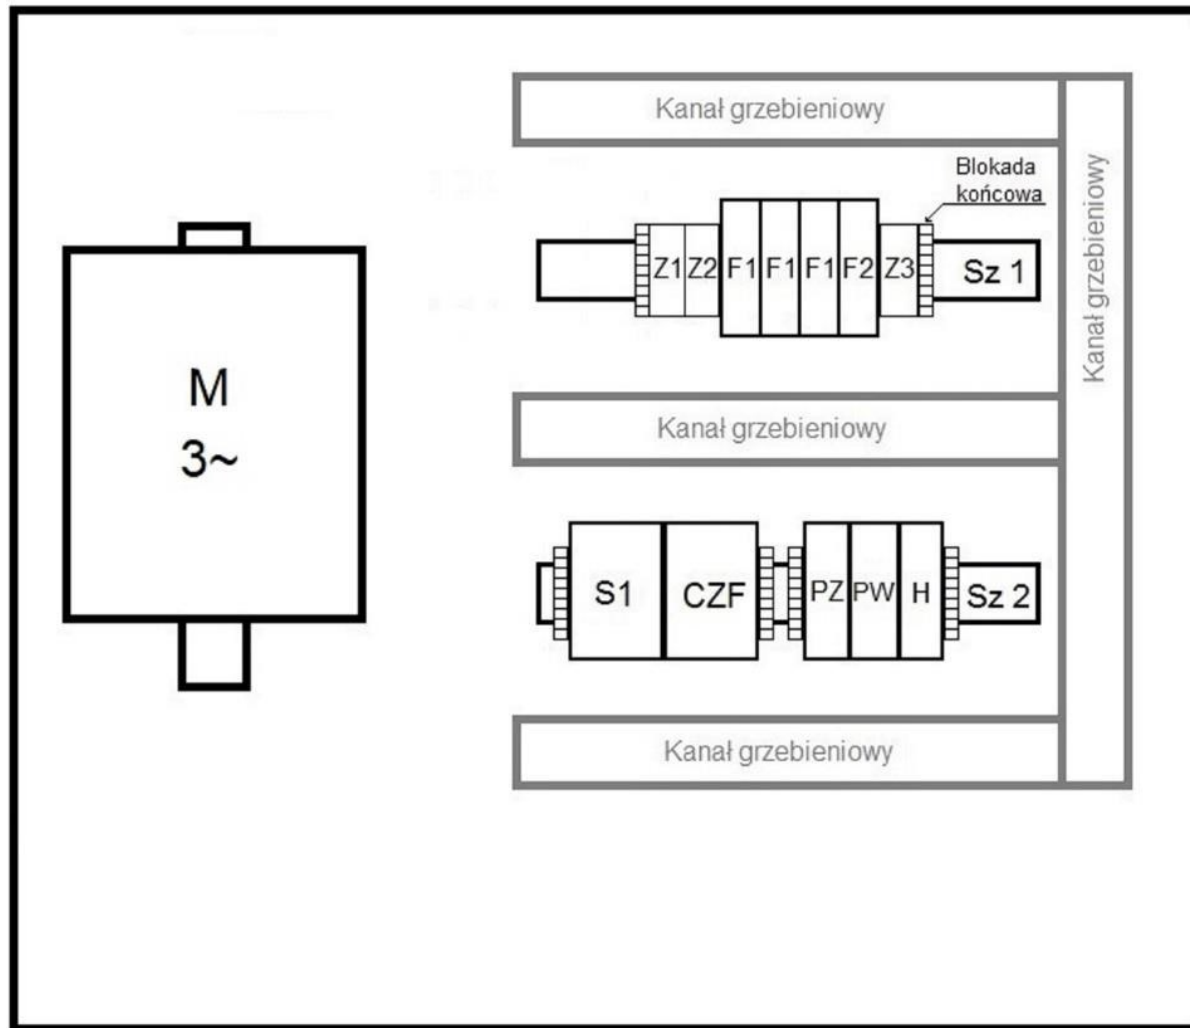 Kanał grzebieniowy
Kanał grzebieniowy
Blokada
końcowa
Z1 Z2 F1 F1 F1 F2 Z3 Sz 1
M
3~
Kanał grzebieniowy
S1 CZF PZ PW H Sz 2
Kanał grzebieniowy